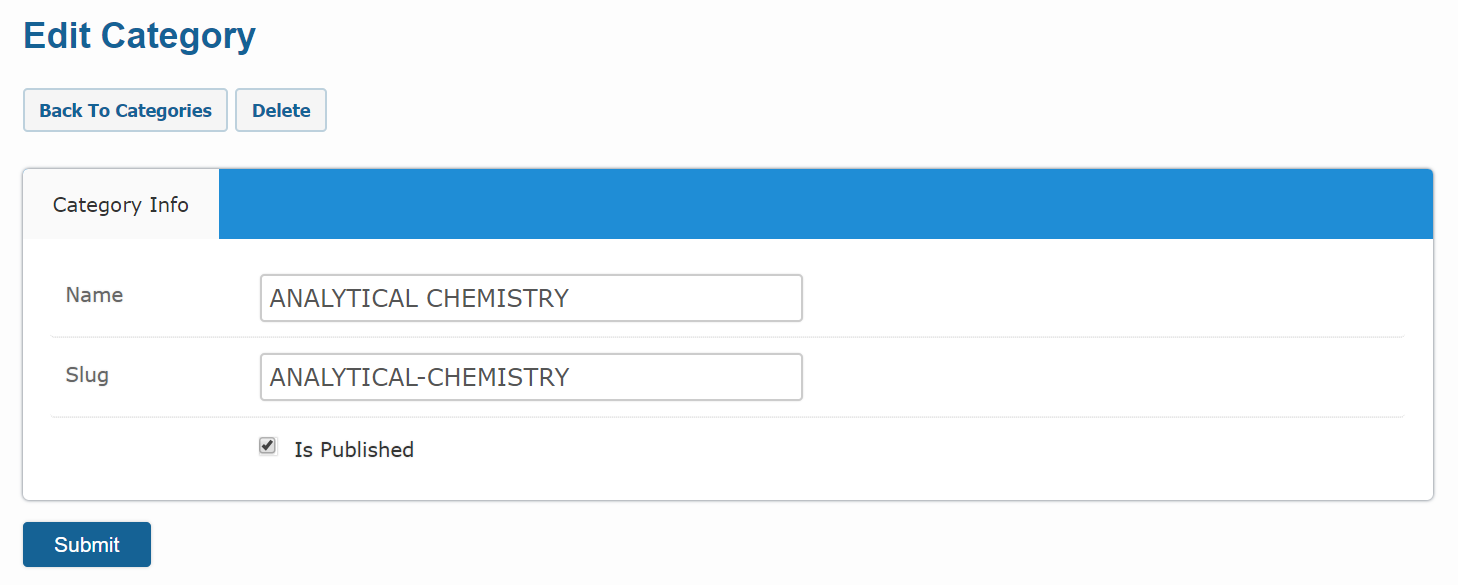 Edit Category
Back To Categories Delete
Category Info
Name ANALYTICAL CHEMISTRY
Slug ANALYTICAL-CHEMISTRY
Is Published
Submit